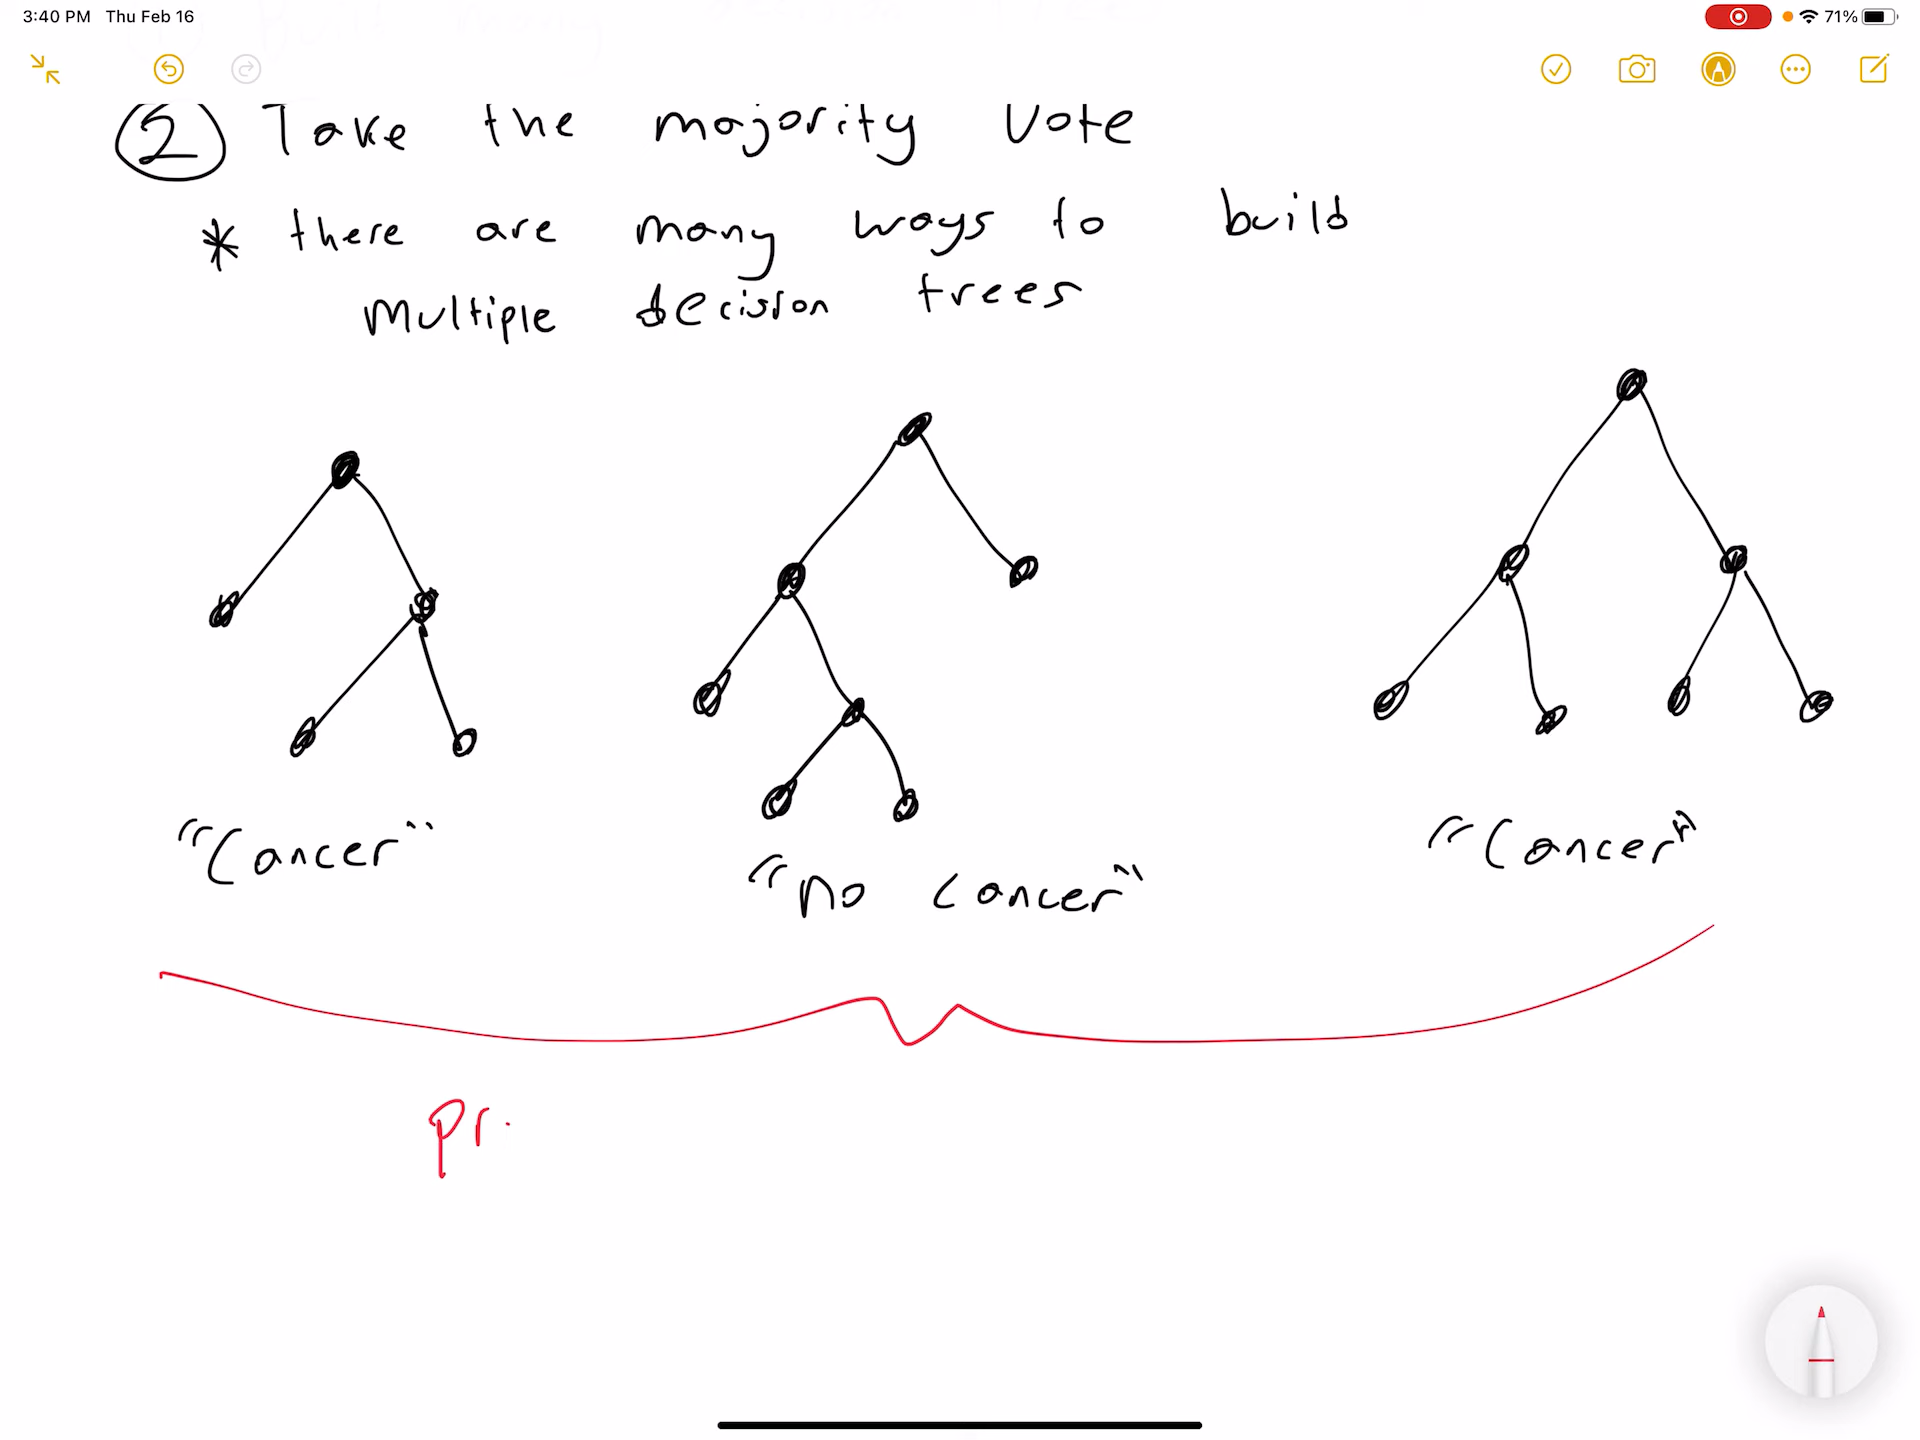 3:40 PM Thu Feb 16 71%
2 Take the majority vote
* there are many ways to build
multiple decision trees
"Cancer" "no cancer" "Cancer"
Pr.